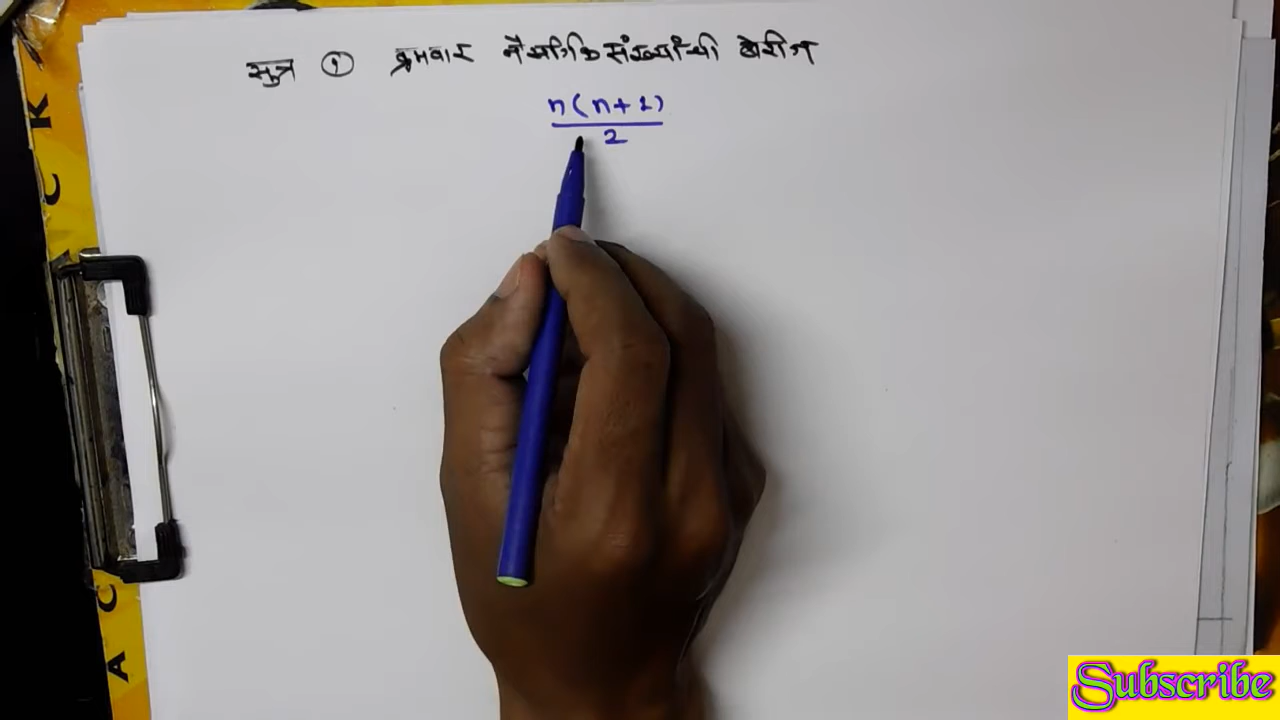 सुत्र ① क्रमवार नैसर्गिक संख्यांची बेरीज
n(n+1)
2
C K
A C
Subscribe